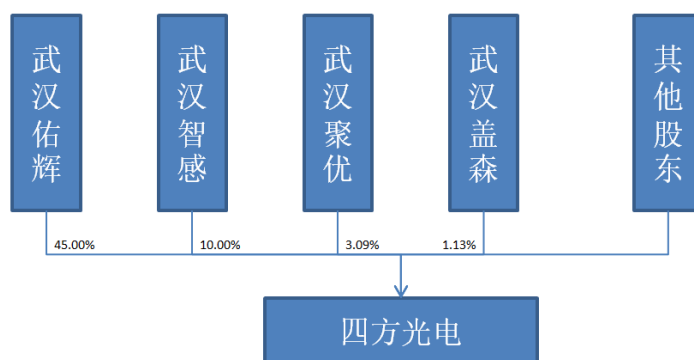 武汉佑辉
武汉智感
武汉聚优
武汉盖森
其他股东
45.00%
10.00%
3.09%
1.13%
四方光电